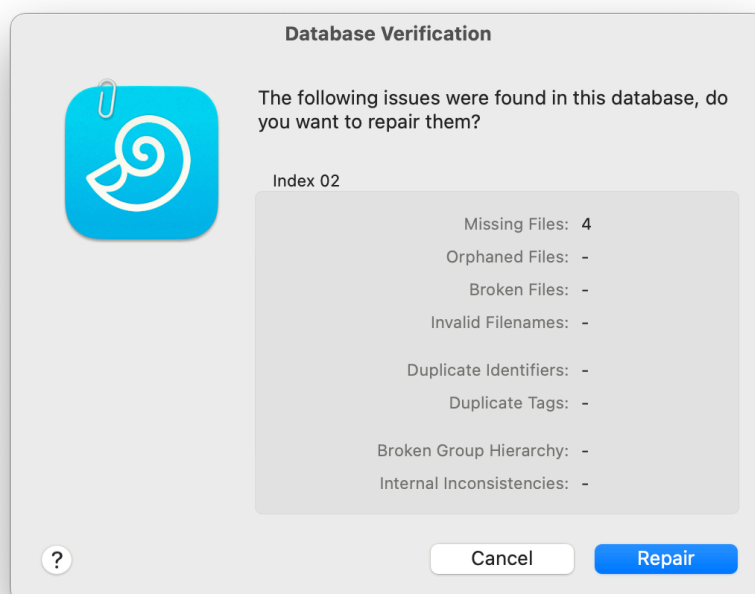 Database Verification
The following issues were found in this database, do
you want to repair them?
Index 02
Missing Files: 4
Orphaned Files: -
Broken Files: -
Invalid Filenames: -
Duplicate Identifiers: -
Duplicate Tags: -
Broken Group Hierarchy: -
Internal Inconsistencies: -
? Cancel Repair